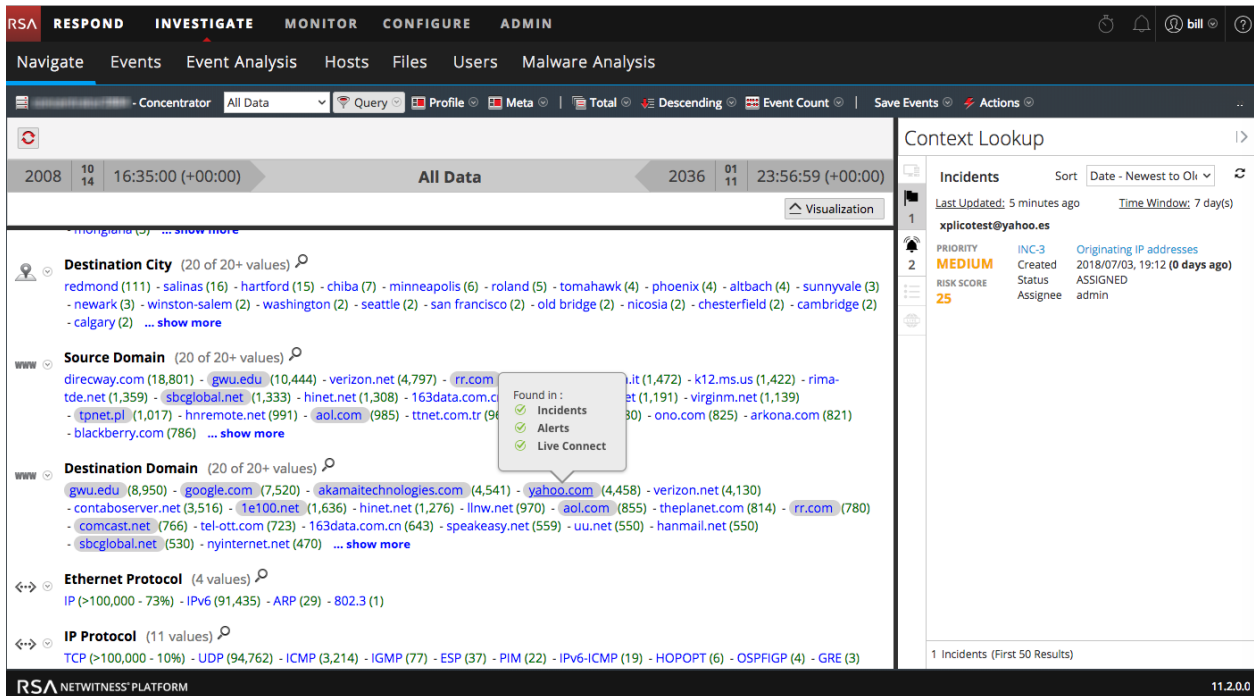 RSA RESPOND INVESTIGATE MONITOR CONFIGURE ADMIN bill ?
Navigate Events Event Analysis Hosts Files Users Malware Analysis
- Concentrator All Data Query Profile Meta | Total Descending Event Count | Save Events Actions ..
2008 10 14 16:35:00 (+00:00) All Data 2036 01 11 23:56:59 (+00:00)
Visualization
- mongiana (3) ... show more
Destination City (20 of 20+ values)
redmond (111) - salinas (16) - hartford (15) - chiba (7) - minneapolis (6) - roland (5) - tomahawk (4) - phoenix (4) - altbach (4) - sunnyvale (3)
- newark (3) - winston-salem (2) - washington (2) - seattle (2) - san francisco (2) - old bridge (2) - nicosia (2) - chesterfield (2) - cambridge (2)
- calgary (2) ... show more
www Source Domain (20 of 20+ values)
direcway.com (18,801) - gwu.edu (10,444) - verizon.net (4,797) - rr.com .it (1,472) - k12.ms.us (1,422) - rima-
tde.net (1,359) - sbcglobal.net (1,333) - hinet.net (1,308) - 163data.com.c et (1,191) - virginm.net (1,139)
- tpnet.pl (1,017) - hnremote.net (991) - aol.com (985) - ttnet.com.tr (9 80) - ono.com (825) - arkona.com (821)
- blackberry.com (786) ... show more
Found in :
Incidents
Alerts
Live Connect
www Destination Domain (20 of 20+ values)
gwu.edu (8,950) - google.com (7,520) - akamaitechnologies.com (4,541) - yahoo.com (4,458) - verizon.net (4,130)
- contaboserver.net (3,516) - 1e100.net (1,636) - hinet.net (1,276) - llnw.net (970) - aol.com (855) - theplanet.com (814) - rr.com (780)
- comcast.net (766) - tel-ott.com (723) - 163data.com.cn (643) - speakeasy.net (559) - uu.net (550) - hanmail.net (550)
- sbcglobal.net (530) - nyinternet.net (470) ... show more
Ethernet Protocol (4 values)
IP (>100,000 - 73%) - IPv6 (91,435) - ARP (29) - 802.3 (1)
IP Protocol (11 values)
TCP (>100,000 - 10%) - UDP (94,762) - ICMP (3,214) - IGMP (77) - ESP (37) - PIM (22) - IPv6-ICMP (19) - HOPOPT (6) - OSPFIGP (4) - GRE (3)
Context Lookup
Incidents Sort Date - Newest to Ol
Last Updated: 5 minutes ago Time Window: 7 day(s)
1
2
xplicotest@yahoo.es
PRIORITY INC-3 Originating IP addresses
MEDIUM Created 2018/07/03, 19:12 (0 days ago)
RISK SCORE Status ASSIGNED
25 Assignee admin
1 Incidents (First 50 Results)
RSA NETWITNESS® PLATFORM 11.2.0.0